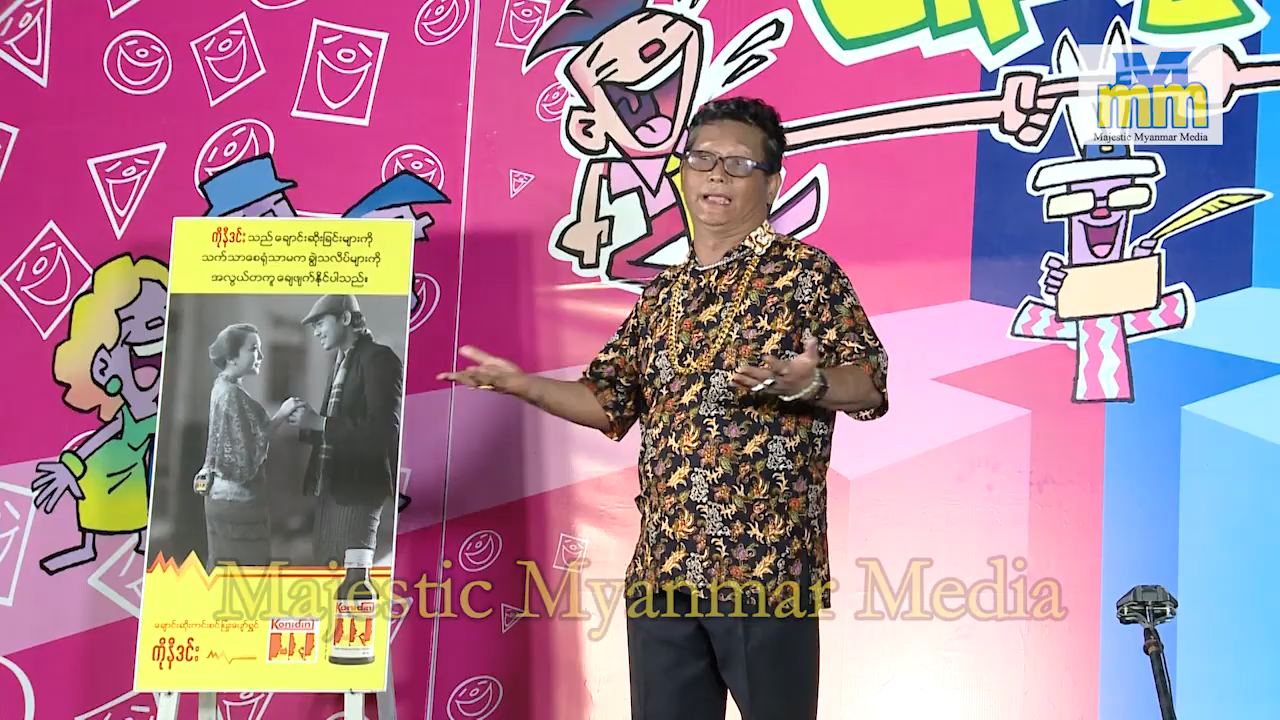 Majestic Myanmar Media
ကိုနီဒင်း သည် ချောင်းဆိုးခြင်းများကို
သက်သာစေရုံသာမက ချွဲသလိပ်များကို
အလွယ်တကူ ချေဖျက်နိုင်ပါသည်။
Majestic Myanmar Media
Konidin
Konidin
ကိုနီဒင်း